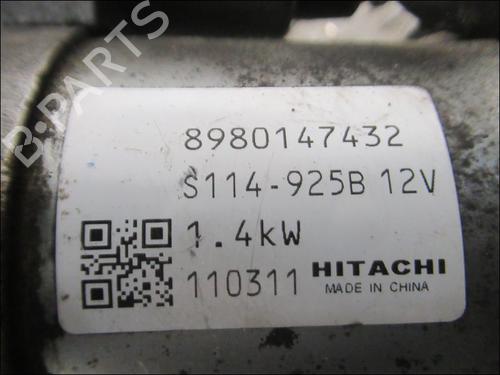 B-PARTS
8980147432
S114-925B 12V
1.4kW
110311 HITACHI
MADE IN CHINA